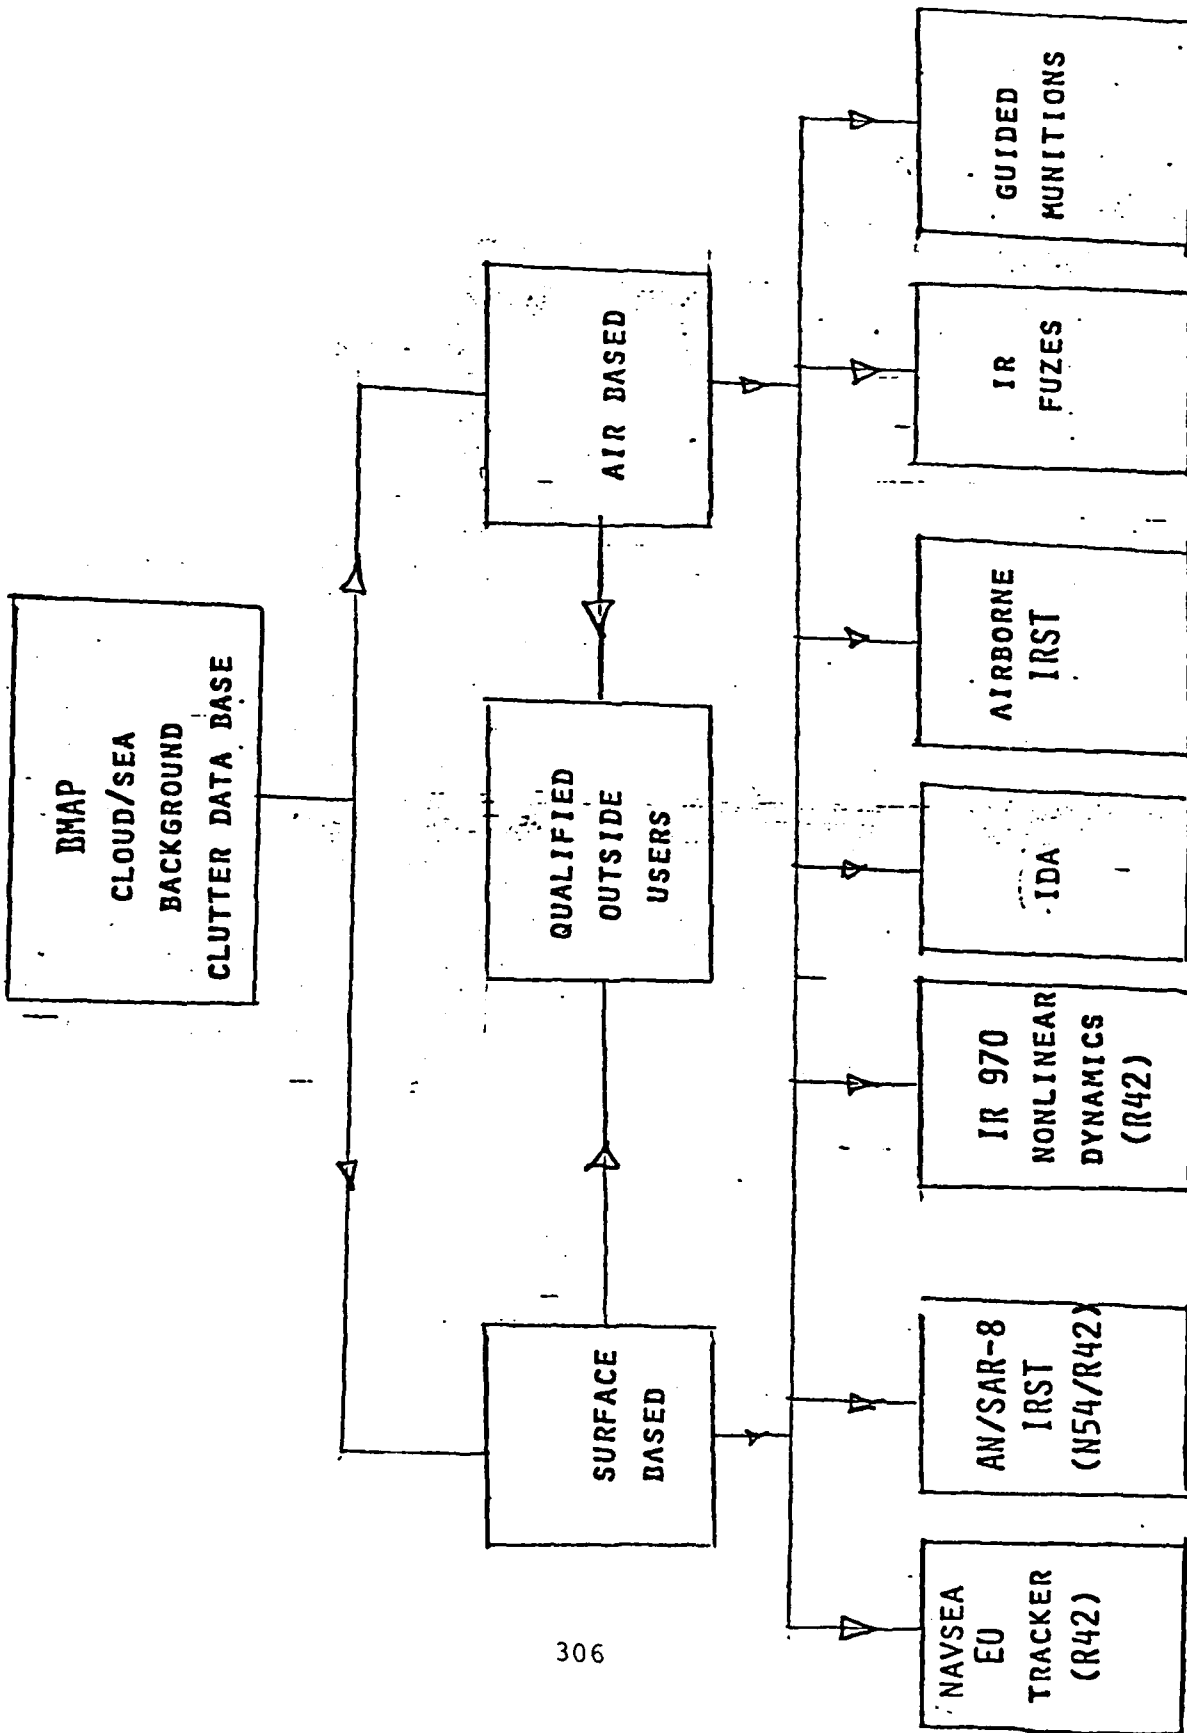 BMAP
CLOUD/SEA
BACKGROUND
CLUTTER DATA BASE
SURFACE
BASED
QUALIFIED
OUTSIDE
USERS
AIR BASED
NAVSEA
EO
TRACKER
(R42)
AN/SAR-8
IRST
(N54/R42)
IR 970
NONLINEAR
DYNAMICS
(R42)
IDA
AIRBORNE
IRST
IR
FUZES
GUIDED
MUNITIONS
306